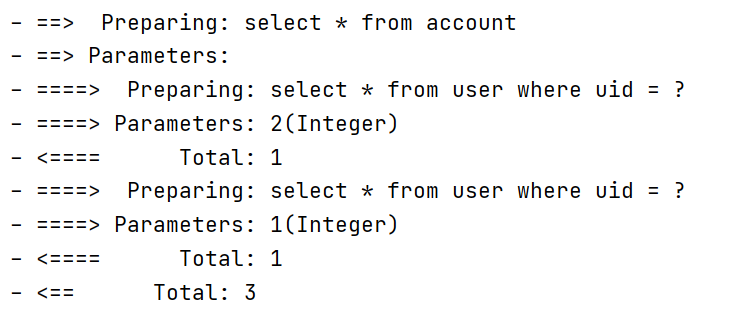 - ==>  Preparing: select * from account
- ==> Parameters:
- ====>  Preparing: select * from user where uid = ?
- ====> Parameters: 2(Integer)
- <====      Total: 1
- ====>  Preparing: select * from user where uid = ?
- ====> Parameters: 1(Integer)
- <====      Total: 1
- <==      Total: 3